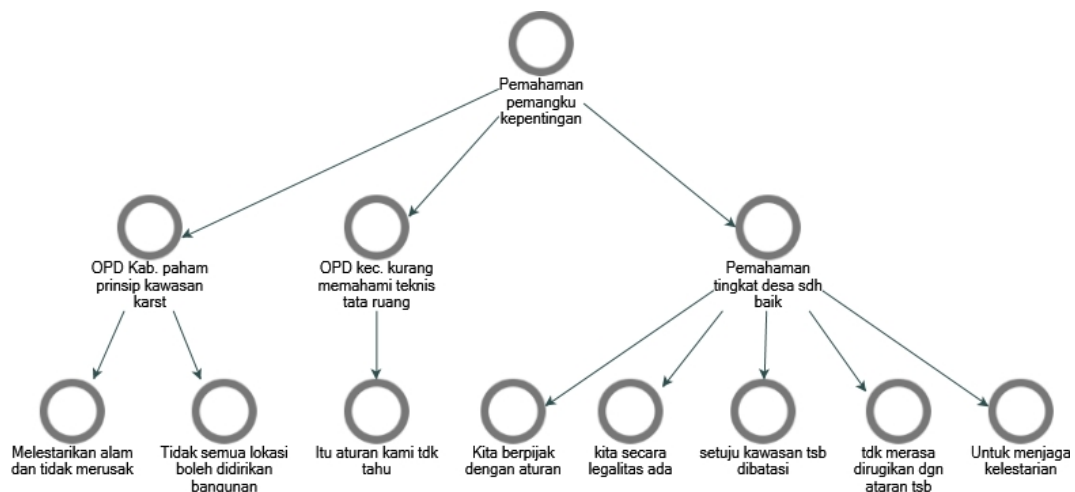 Pemahaman
pemangku
kepentingan
OPD Kab. paham
prinsip kawasan
karst
OPD kec. kurang
memahami teknis
tata ruang
Pemahaman
tingkat desa sdh
baik
Melestarikan alam
dan tidak merusak
Tidak semua lokasi
boleh didirikan
bangunan
Itu aturan kami tdk
tahu
Kita berpijak
dengan aturan
kita secara
legalitas ada
setuju kawasan tsb
dibatasi
tdk merasa
dirugikan dgn
ataran tsb
Untuk menjaga
kelestarian